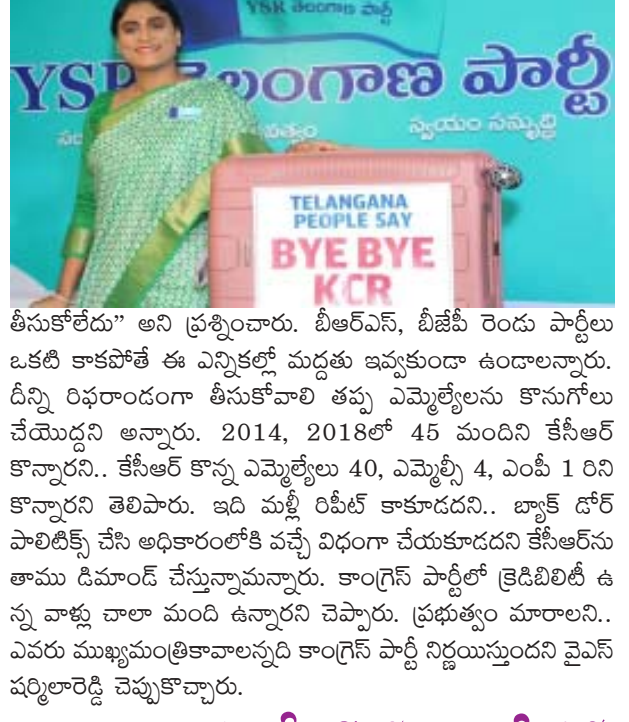 YSR తెలంగాణ పార్టీ
YSR తెలంగాణ పార్టీ
స్వయం సమృద్ధి
TELANGANA
PEOPLE SAY
BYE BYE
KCR
తీసుకోలేదు” అని ప్రశ్నించారు. బీఆర్ఎస్, బీజేపీ రెండు పార్టీలు
ఒకటి కాకపోతే ఈ ఎన్నికల్లో మద్దతు ఇవ్వకుండా ఉండాలన్నారు.
దీన్ని రిఫరాండంగా తీసుకోవాలి తప్ప ఎమ్మెల్యేలను కొనుగోలు
చేయొద్దని అన్నారు. 2014, 2018లో 45 మందిని కేసీఆర్
కొన్నారని.. కేసీఆర్ కొన్న ఎమ్మెల్యేలు 40, ఎమ్మెల్సీ 4, ఎంపీ 1 రిని
కొన్నారని తెలిపారు. ఇది మళ్లీ రిపీట్ కాకూడదని.. బ్యాక్ డోర్
పాలిటిక్స్ చేసి అధికారంలోకి వచ్చే విధంగా చేయకూడదని కేసీఆర్‌ను
తాము డిమాండ్ చేస్తున్నామన్నారు. కాంగ్రెస్ పార్టీలో క్రెడిబిలిటీ ఉ
న్న వాళ్లు చాలా మంది ఉన్నారని చెప్పారు. ప్రభుత్వం మారాలని..
ఎవరు ముఖ్యమంత్రికావాలన్నది కాంగ్రెస్ పార్టీ నిర్ణయిస్తుందని వైఎస్
షర్మిలారెడ్డి చెప్పుకొచ్చారు.